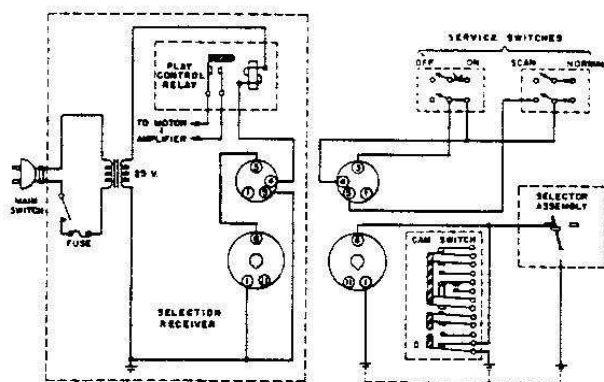 SERVICE SWITCHES
OFF ON
SCAN NORMAL
PLAY
CONTROL
RELAY
TO MOTOR
&
AMPLIFIER
25 V.
MAIN
SWITCH
FUSE
SELECTION
RECEIVER
SELECTOR
ASSEMBLY
CAM SWITCH